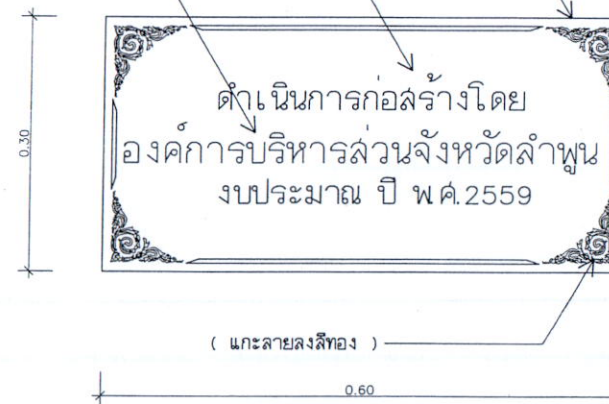 0.30
ดำเนินการก่อสร้างโดย
องค์การบริหารส่วนจังหวัดลำพูน
งบประมาณ ปี พ.ศ.2559
( แกะลายลงสีทอง )
0.60